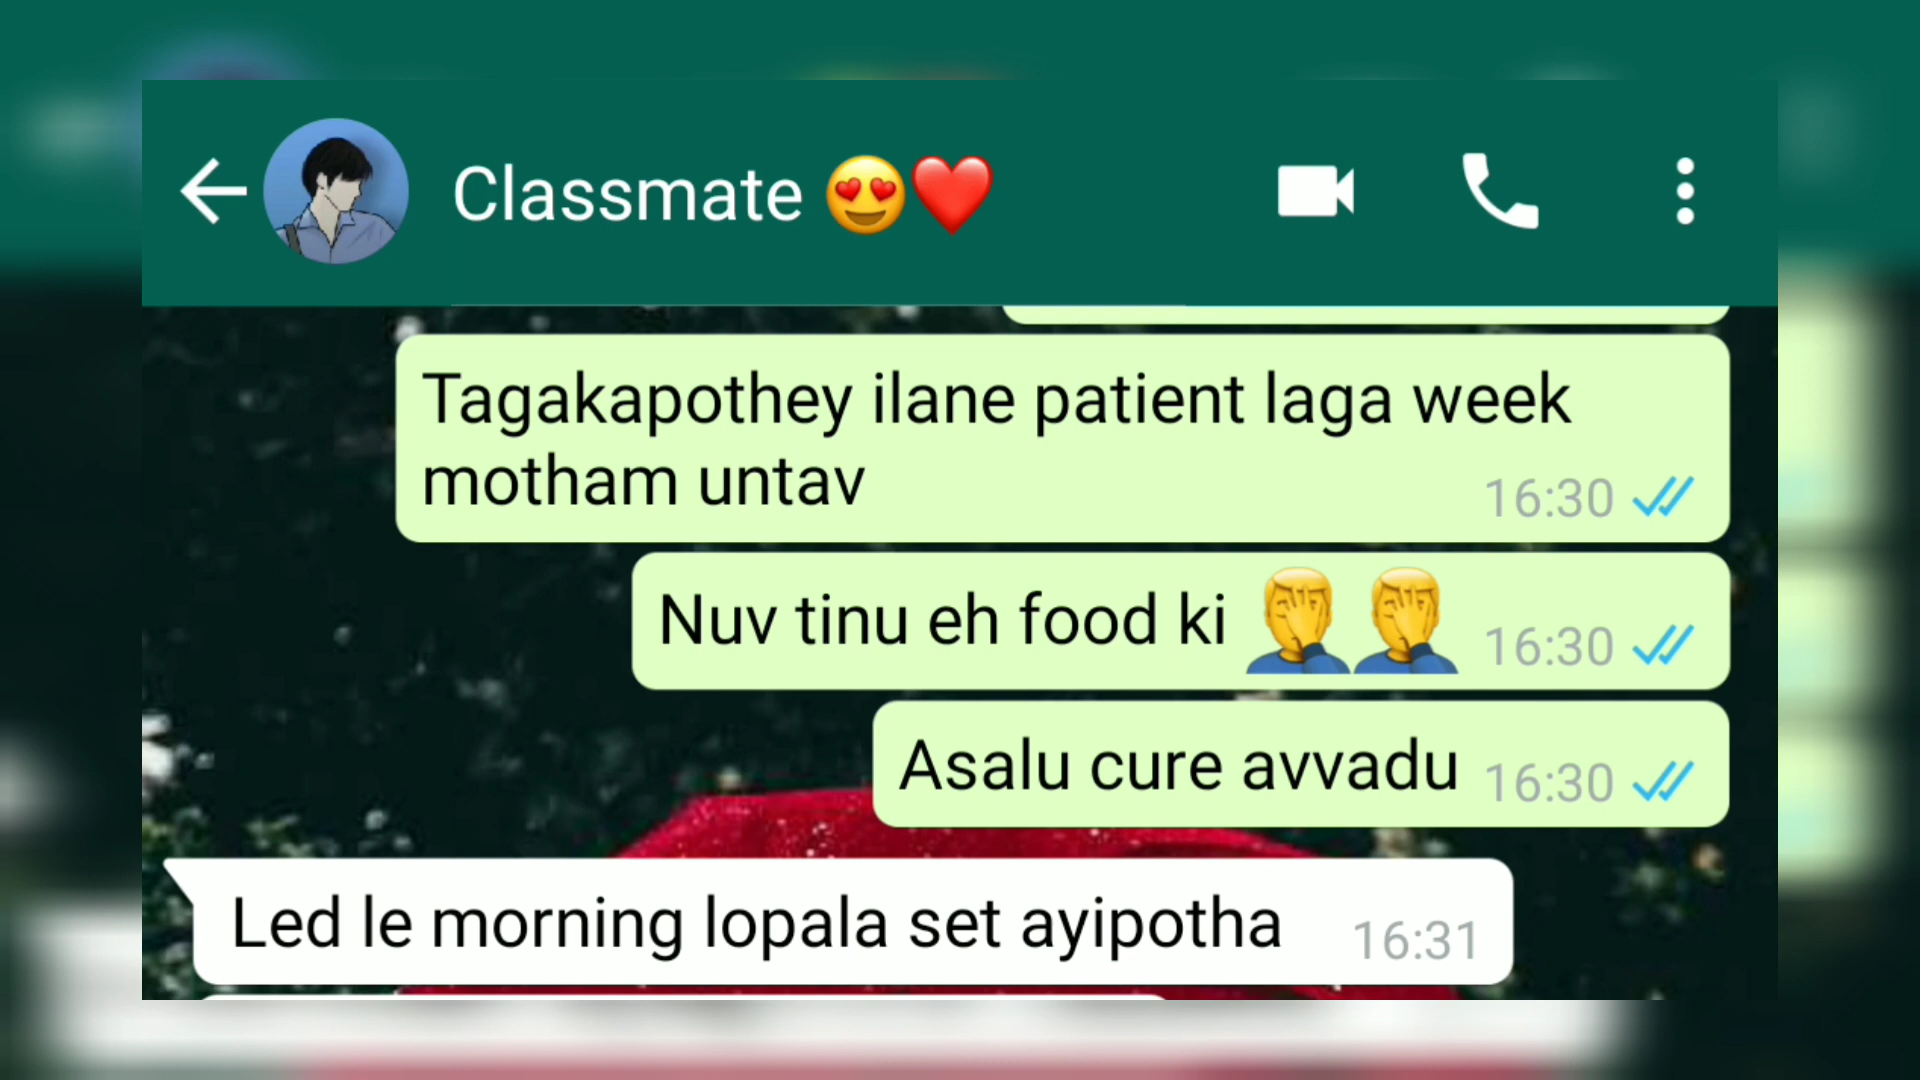 Classmate 😍❤️
Tagakapothey ilane patient laga week
motham untav
16:30
Nuv tinu eh food ki 🤦‍♂️🤦‍♂️ 16:30
Asalu cure avvadu 16:30
Led le morning lopala set ayipotha 16:31